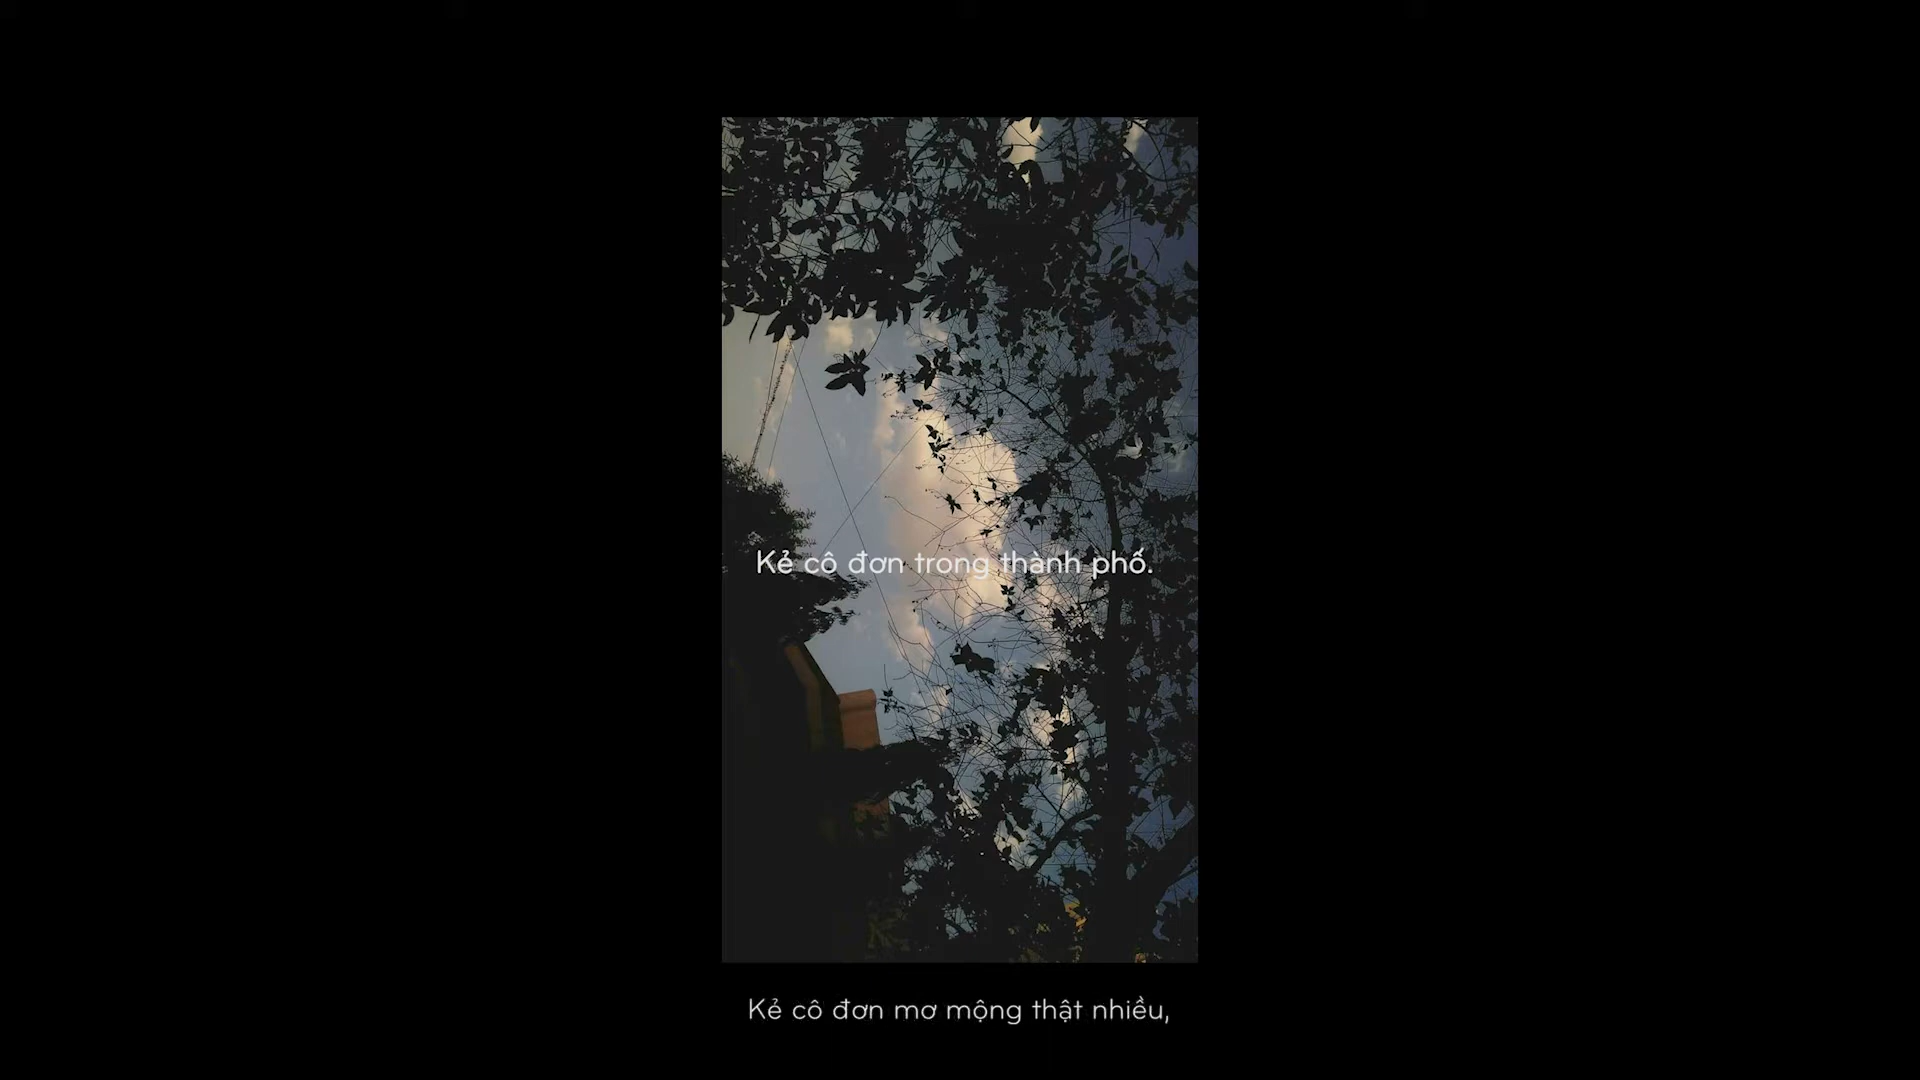 Kẻ cô đơn trong thành phố.
Kẻ cô đơn mơ mộng thật nhiều,